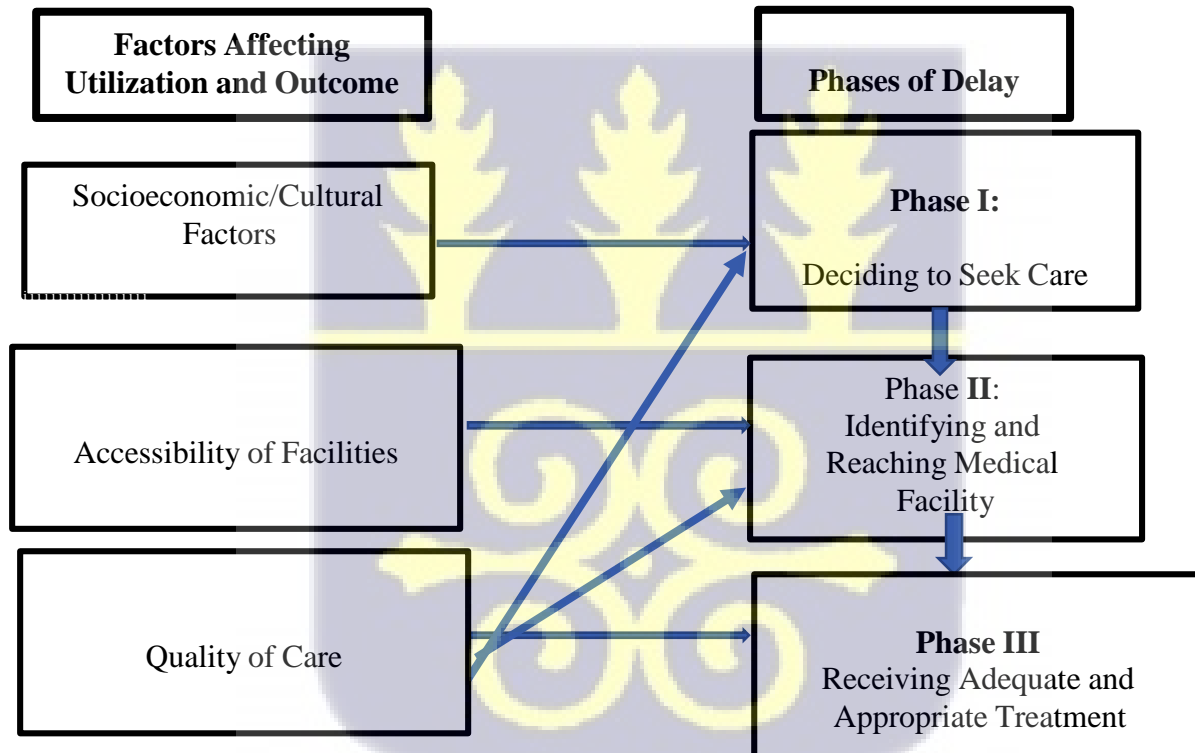 Factors Affecting
Utilization and Outcome
Phases of Delay
Socioeconomic/Cultural
Factors
Phase I:
Deciding to Seek Care
Accessibility of Facilities
Phase II:
Identifying and
Reaching Medical
Facility
Quality of Care
Phase III
Receiving Adequate and
Appropriate Treatment